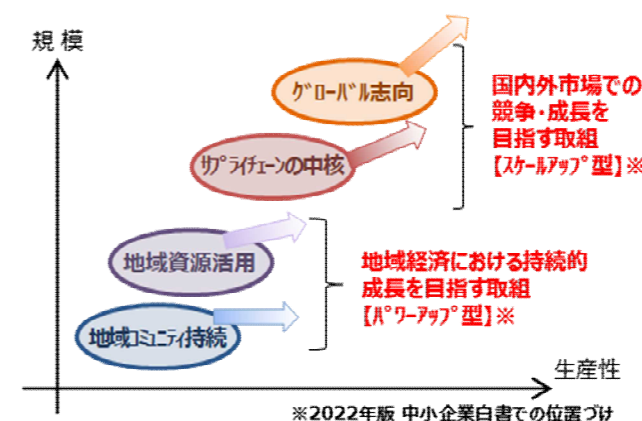 規 模
グローバル志向
国内外市場での
競争・成長を
目指す取組
【スケールアップ型】※
サプライチェーンの中核
地域資源活用
地域経済における持続的
成長を目指す取組
【パワーアップ型】※
地域コミュニティ持続
生産性
※2022年版 中小企業白書での位置づけ